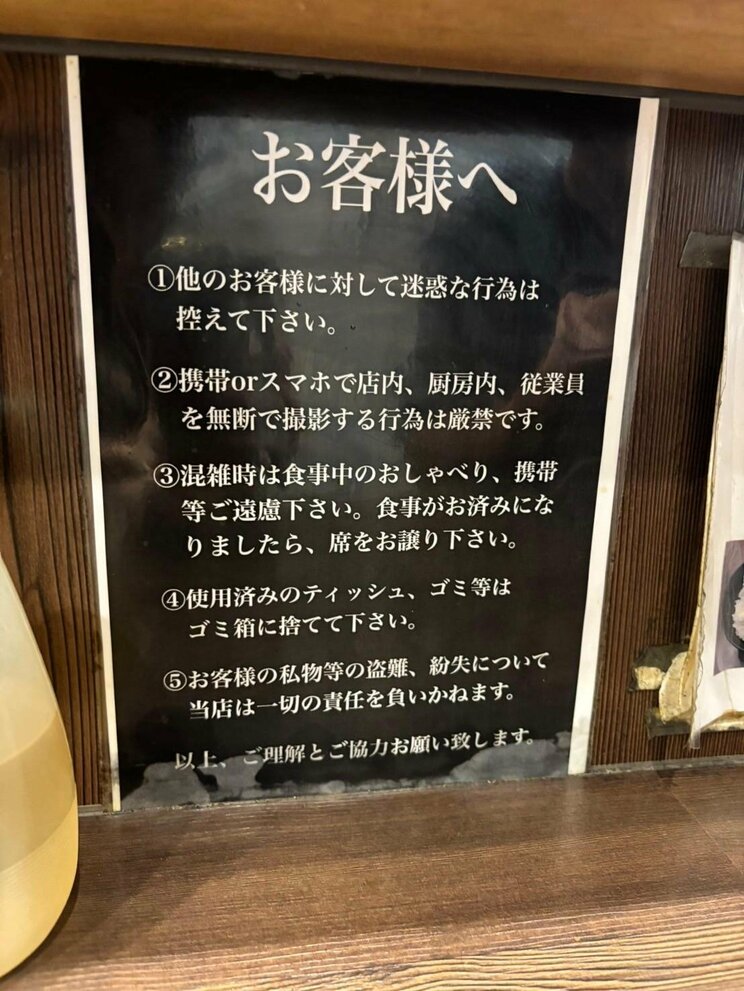 お客様へ
①他のお客様に対して迷惑な行為は
控えて下さい。
②携帯orスマホで店内、厨房内、従業員
を無断で撮影する行為は厳禁です。
③混雑時は食事中のおしゃべり、携帯
等ご遠慮下さい。食事がお済みにな
りましたら、席をお譲り下さい。
④使用済みのティッシュ、ゴミ等は
ゴミ箱に捨てて下さい。
⑤お客様の私物等の盗難、紛失について
当店は一切の責任を負いかねます。
以上、ご理解とご協力お願い致します。